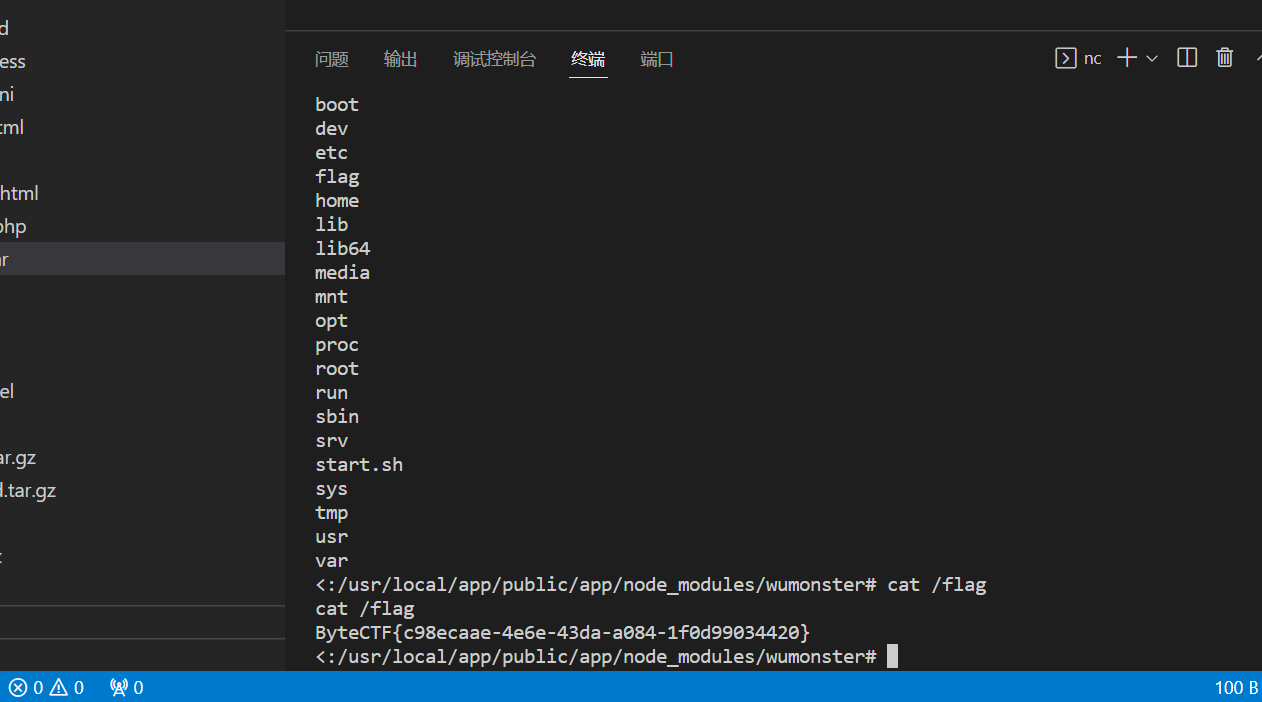 d
ess
ni
tml
html
php
ar
el
ar.gz
d.tar.gz
问题 输出 调试控制台 终端 端口
nc
boot
dev
etc
flag
home
lib
lib64
media
mnt
opt
proc
root
run
sbin
srv
start.sh
sys
tmp
usr
var
<:/usr/local/app/public/app/node_modules/wumonster# cat /flag
cat /flag
ByteCTF{c98ecaae-4e6e-43da-a084-1f0d99034420}
<:/usr/local/app/public/app/node_modules/wumonster#
0 0 0
100 B